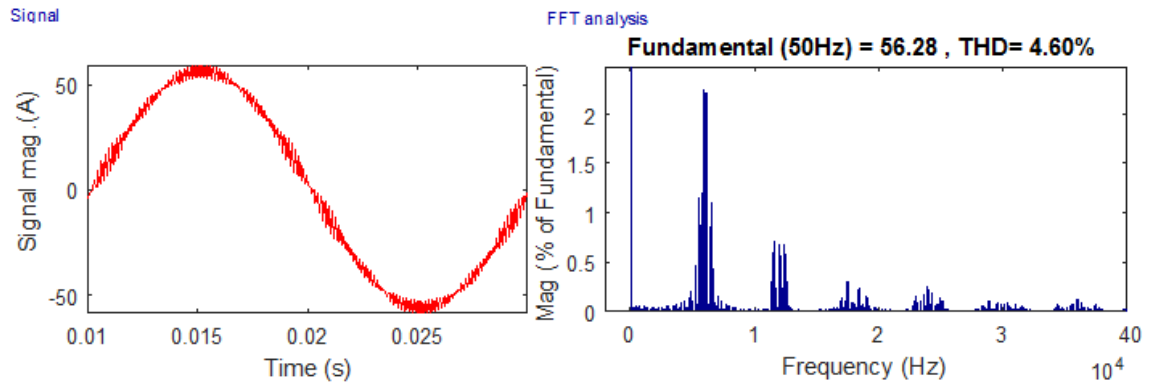 Signal
FFT analysis
Fundamental (50Hz) = 56.28 , THD= 4.60%
Signal mag.(A)
50
0
-50
0.01 0.015 0.02 0.025
Time (s)
Mag (% of Fundamental)
2
1.5
1
0.5
0
0 1 2 3 40
Frequency (Hz)
10^4